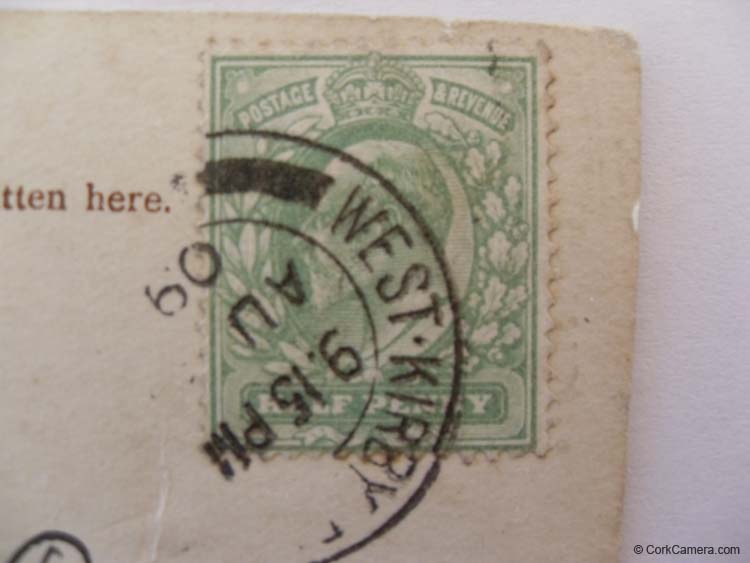 POSTAGE & REVENUE
tten here.
WEST·KIRBY
9.15 PM
AU
09
HALF PENNY
© CorkCamera.com